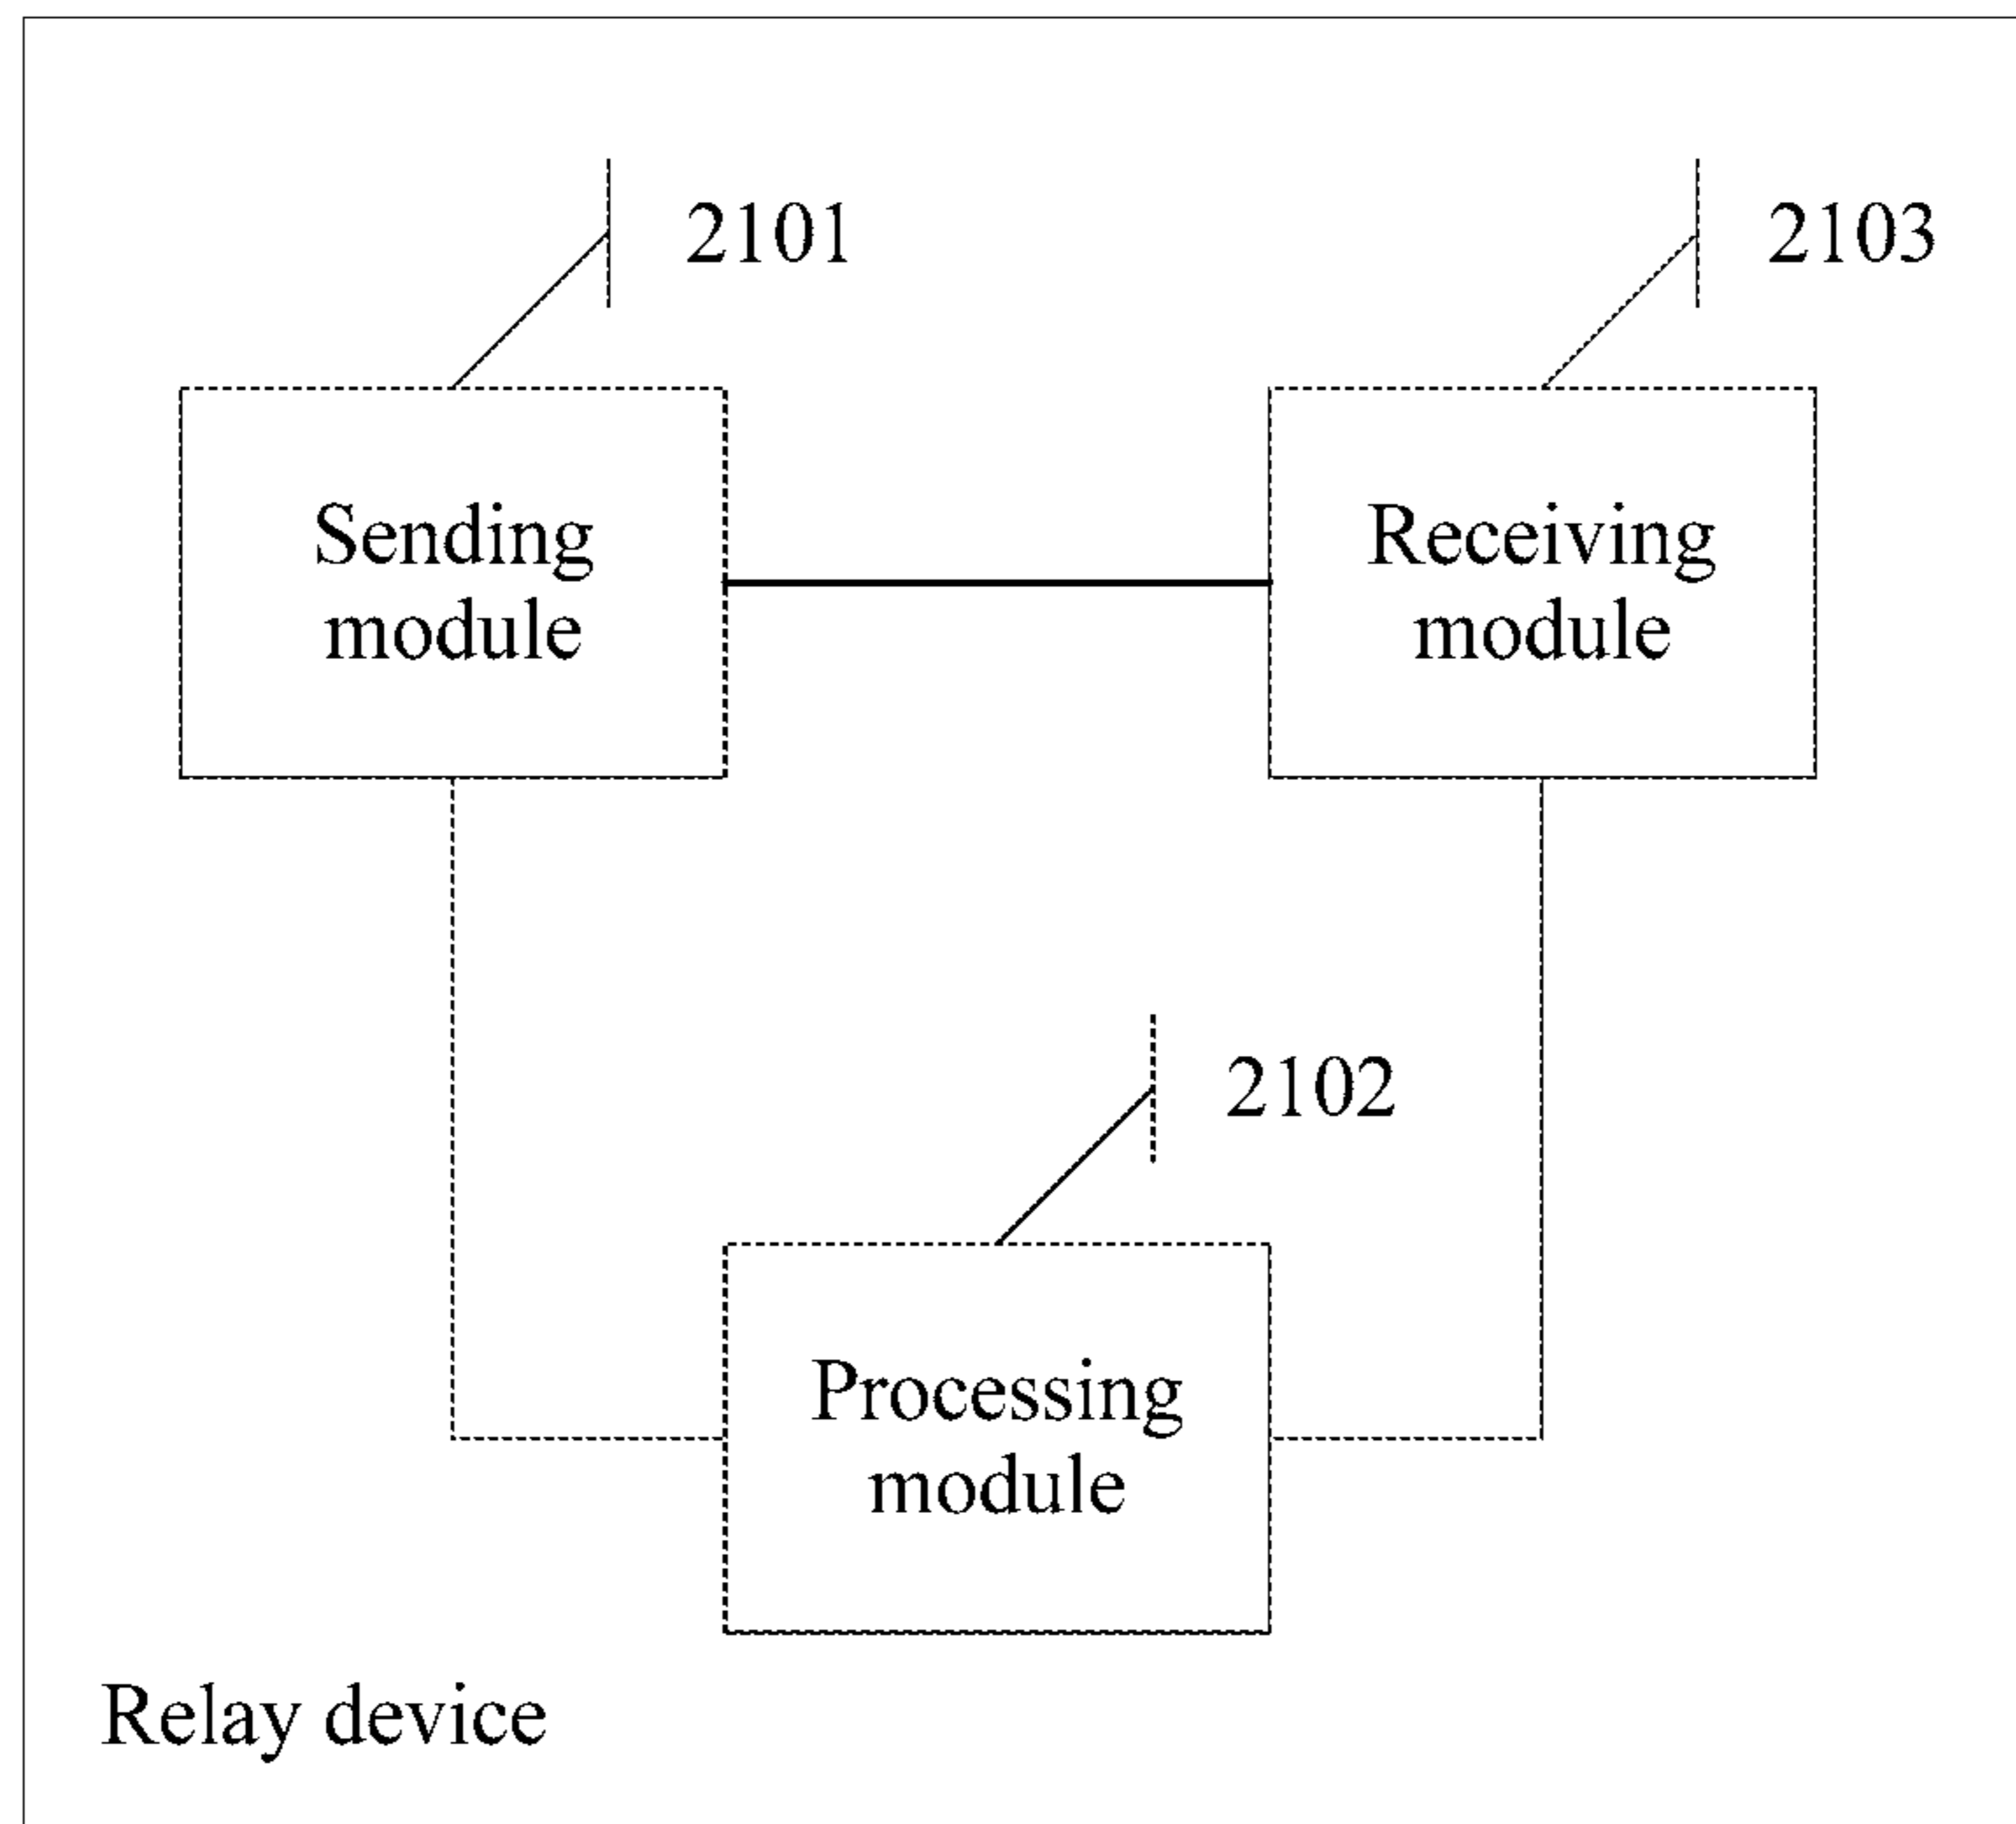 2101
2103
Sending
module
Receiving
module
2102
Processing
module
Relay device